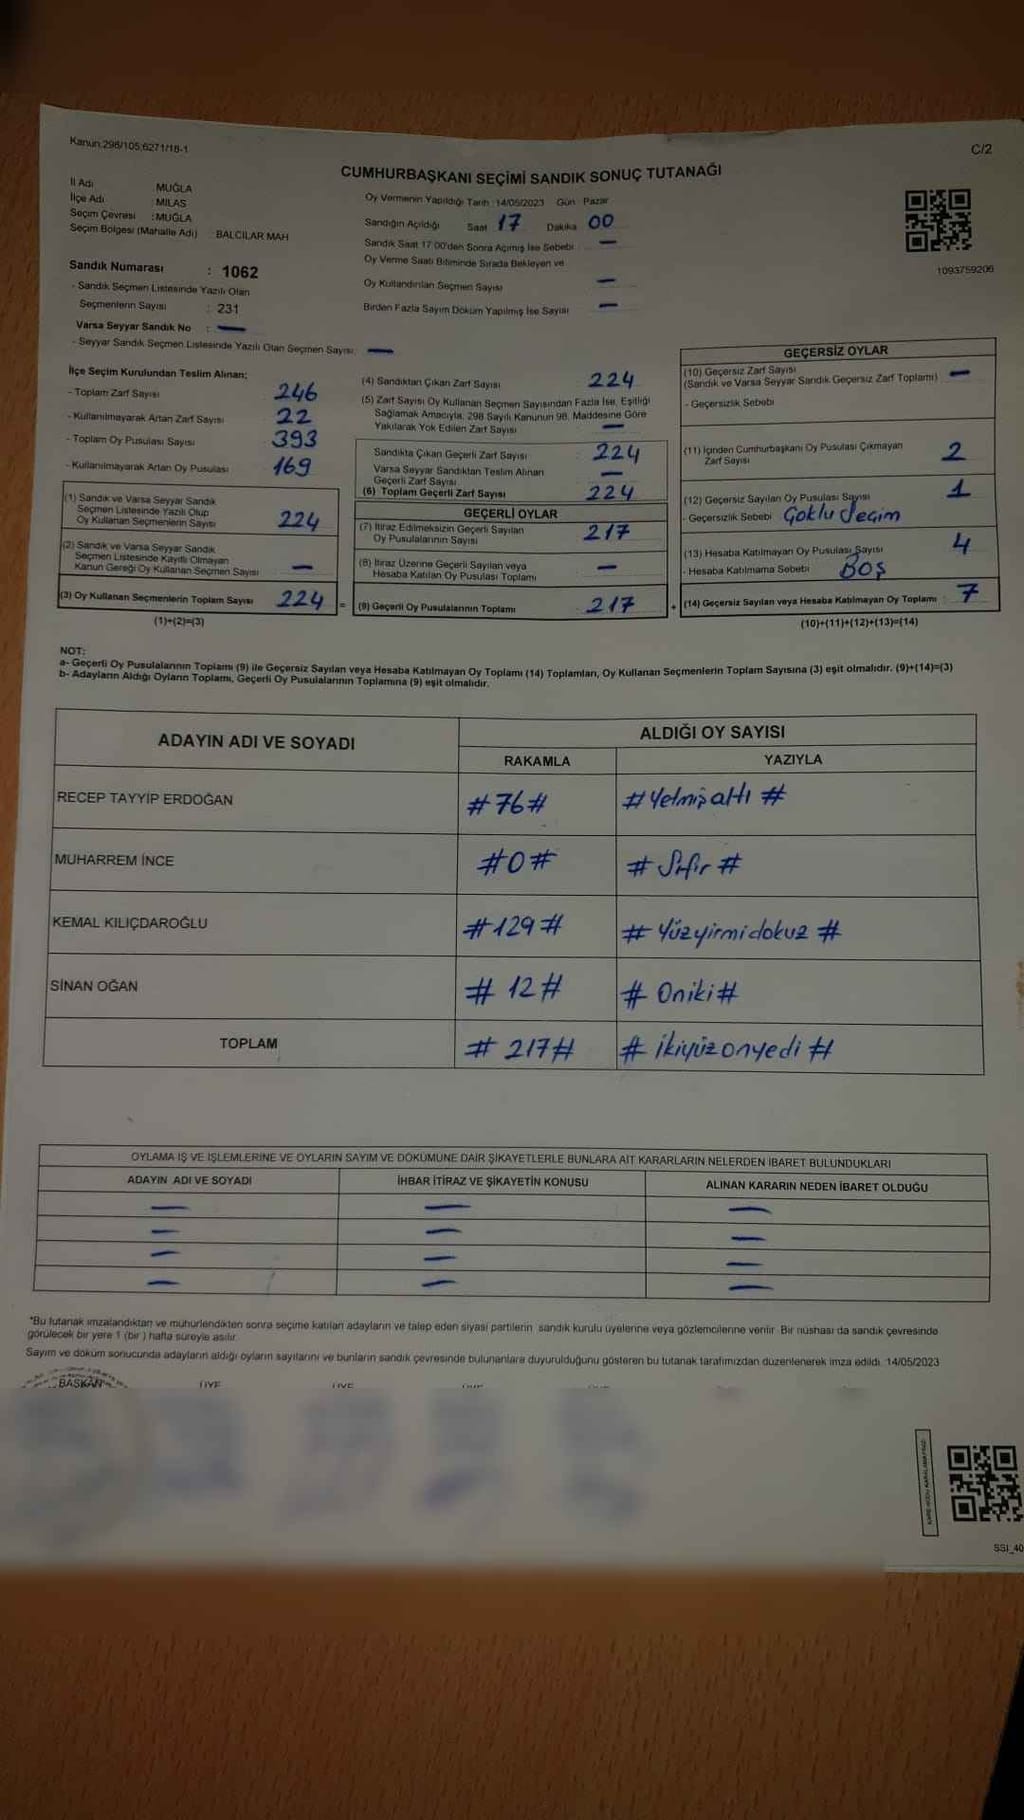 Kanun:298/105;6271/18-1
C/2
CUMHURBAŞKANI SEÇİMİ SANDIK SONUÇ TUTANAĞI
İl Adı : MUĞLA
İlçe Adı : MİLAS
Seçim Çevresi : MUĞLA
Seçim Bölgesi (Mahalle Adı) : BALCILAR MAH
Sandık Numarası : 1062
- Sandık Seçmen Listesinde Yazılı Olan
Seçmenlerin Sayısı : 231
Varsa Seyyar Sandık No : —
- Seyyar Sandık Seçmen Listesinde Yazılı Olan Seçmen Sayısı: —
Oy Vermenin Yapıldığı Tarih : 14/05/2023 Gün : Pazar
Sandığın Açıldığı Saat 17 Dakika 00
Sandık Saat 17:00'den Sonra Açılmış İse Sebebi —
Oy Verme Saati Bitiminde Sırada Bekleyen ve
Oy Kullandırılan Seçmen Sayısı —
Birden Fazla Sayım Döküm Yapılmış İse Sayısı —
1093759206
İlçe Seçim Kurulundan Teslim Alınan;
- Toplam Zarf Sayısı 246
- Kullanılmayarak Artan Zarf Sayısı 22
- Toplam Oy Pusulası Sayısı 393
- Kullanılmayarak Artan Oy Pusulası 169
(1) Sandık ve Varsa Seyyar Sandık
Seçmen Listesinde Yazılı Olup
Oy Kullanan Seçmenlerin Sayısı 224
(2) Sandık ve Varsa Seyyar Sandık
Seçmen Listesinde Kayıtlı Olmayan
Kanun Gereği Oy Kullanan Seçmen Sayısı —
(3) Oy Kullanan Seçmenlerin Toplam Sayısı 224 =
(1)+(2)=(3)
(4) Sandıktan Çıkan Zarf Sayısı 224
(5) Zarf Sayısı Oy Kullanan Seçmen Sayısından Fazla İse, Eşitliği
Sağlamak Amacıyla, 298 Sayılı Kanunun 98. Maddesine Göre
Yakılarak Yok Edilen Zarf Sayısı —
Sandıkta Çıkan Geçerli Zarf Sayısı 224
Varsa Seyyar Sandıktan Teslim Alınan
Geçerli Zarf Sayısı —
(6) Toplam Geçerli Zarf Sayısı 224
GEÇERLİ OYLAR
(7) İtiraz Edilmeksizin Geçerli Sayılan
Oy Pusulalarının Sayısı 217
(8) İtiraz Üzerine Geçerli Sayılan veya
Hesaba Katılan Oy Pusulası Toplamı —
(9) Geçerli Oy Pusulalarının Toplamı 217 +
GEÇERSİZ OYLAR
(10) Geçersiz Zarf Sayısı —
(Sandık ve Varsa Seyyar Sandık Geçersiz Zarf Toplamı)
- Geçersizlik Sebebi
(11) İçinden Cumhurbaşkanı Oy Pusulası Çıkmayan
Zarf Sayısı 2
(12) Geçersiz Sayılan Oy Pusulası Sayısı 1
- Geçersizlik Sebebi Çoklu Seçim
(13) Hesaba Katılmayan Oy Pusulası Sayısı 4
- Hesaba Katılmama Sebebi BOŞ
(14) Geçersiz Sayılan veya Hesaba Katılmayan Oy Toplamı 7
(10)+(11)+(12)+(13)=(14)
NOT:
a- Geçerli Oy Pusulalarının Toplamı (9) ile Geçersiz Sayılan veya Hesaba Katılmayan Oy Toplamı (14) Toplamları, Oy Kullanan Seçmenlerin Toplam Sayısına (3) eşit olmalıdır. (9)+(14)=(3)
b- Adayların Aldığı Oyların Toplamı, Geçerli Oy Pusulalarının Toplamına (9) eşit olmalıdır.
ADAYIN ADI VE SOYADI
ALDIĞI OY SAYISI
RAKAMLA YAZIYLA
RECEP TAYYİP ERDOĞAN #76# #Yetmişaltı #
MUHARREM İNCE #0# # Sıfır #
KEMAL KILIÇDAROĞLU #129# # Yüzyirmidokuz #
SİNAN OĞAN # 12# # Oniki#
TOPLAM # 217# # ikiyüzonyedi #
OYLAMA İŞ VE İŞLEMLERİNE VE OYLARIN SAYIM VE DÖKÜMÜNE DAİR ŞİKAYETLERLE BUNLARA AİT KARARLARIN NELERDEN İBARET BULUNDUKLARI
ADAYIN ADI VE SOYADI İHBAR İTİRAZ VE ŞİKAYETİN KONUSU ALINAN KARARIN NEDEN İBARET OLDUĞU
— — —
— — —
— — —
— — —
*Bu tutanak imzalandıktan ve mühürlendikten sonra seçime katılan adayların ve talep eden siyasi partilerin sandık kurulu üyelerine veya gözlemcilerine verilir. Bir nüshası da sandık çevresinde
görülecek bir yere 1 (bir ) hafta süreyle asılır.
Sayım ve döküm sonucunda adayların aldığı oyların sayılarını ve bunların sandık çevresinde bulunanlara duyurulduğunu gösteren bu tutanak tarafımızdan düzenlenerek imza edildi. 14/05/2023
BAŞKAN ÜYE ÜYE ÜYE ÜYE
SSI_40